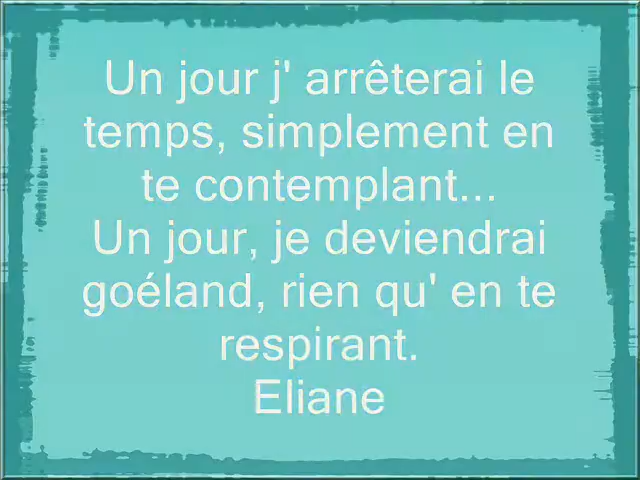 Un jour j' arrêterai le
temps, simplement en
te contemplant...
Un jour, je deviendrai
goéland, rien qu' en te
respirant.
Eliane